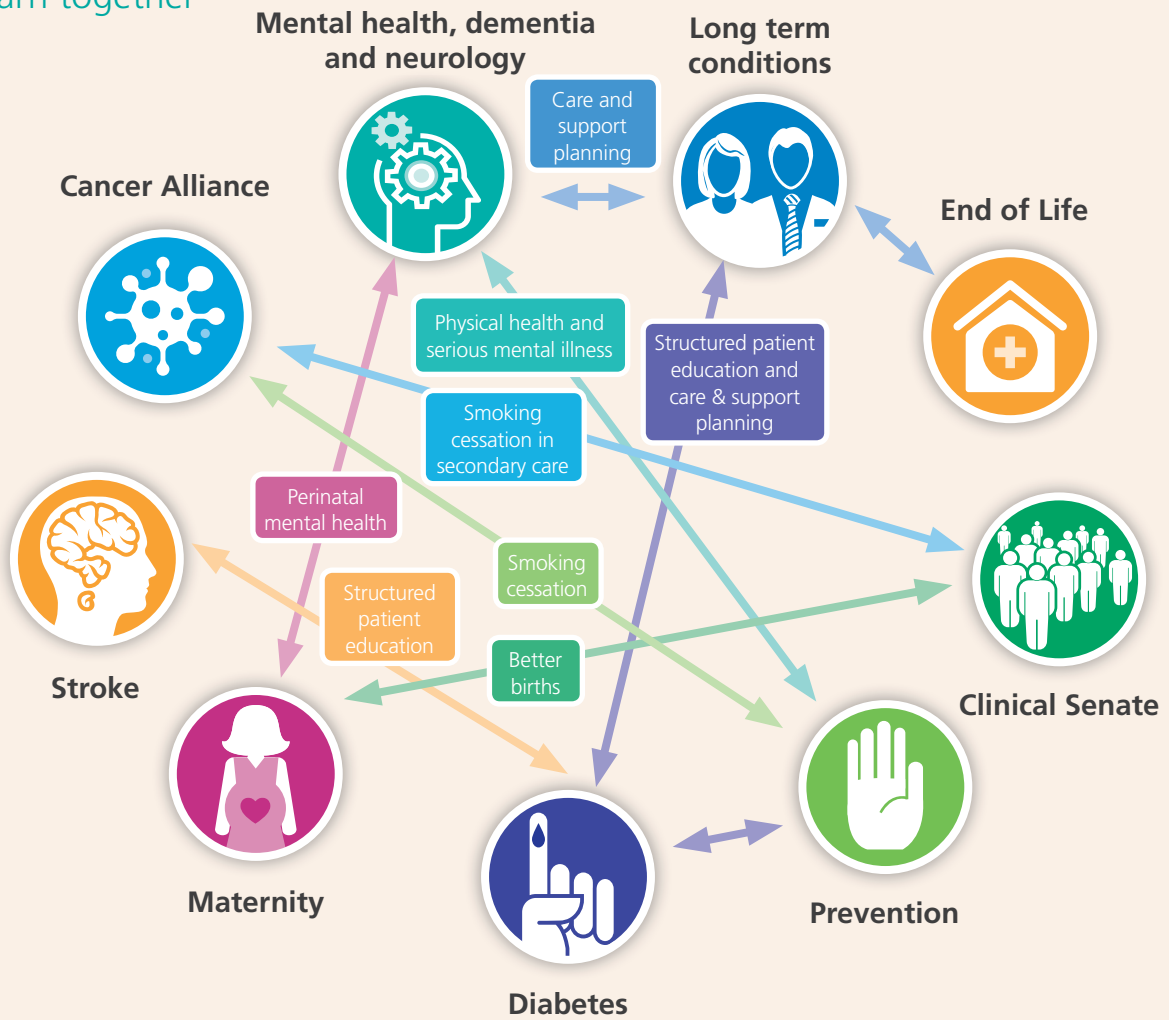 together
Mental health, dementia
and neurology
Long term
conditions
Care and
support
planning
Cancer Alliance
End of Life
Physical health and
serious mental illness
Structured patient
education and
care & support
planning
Smoking
cessation in
secondary care
Perinatal
mental health
Smoking
cessation
Structured
patient
education
Better
births
Stroke
Clinical Senate
Maternity
Prevention
Diabetes